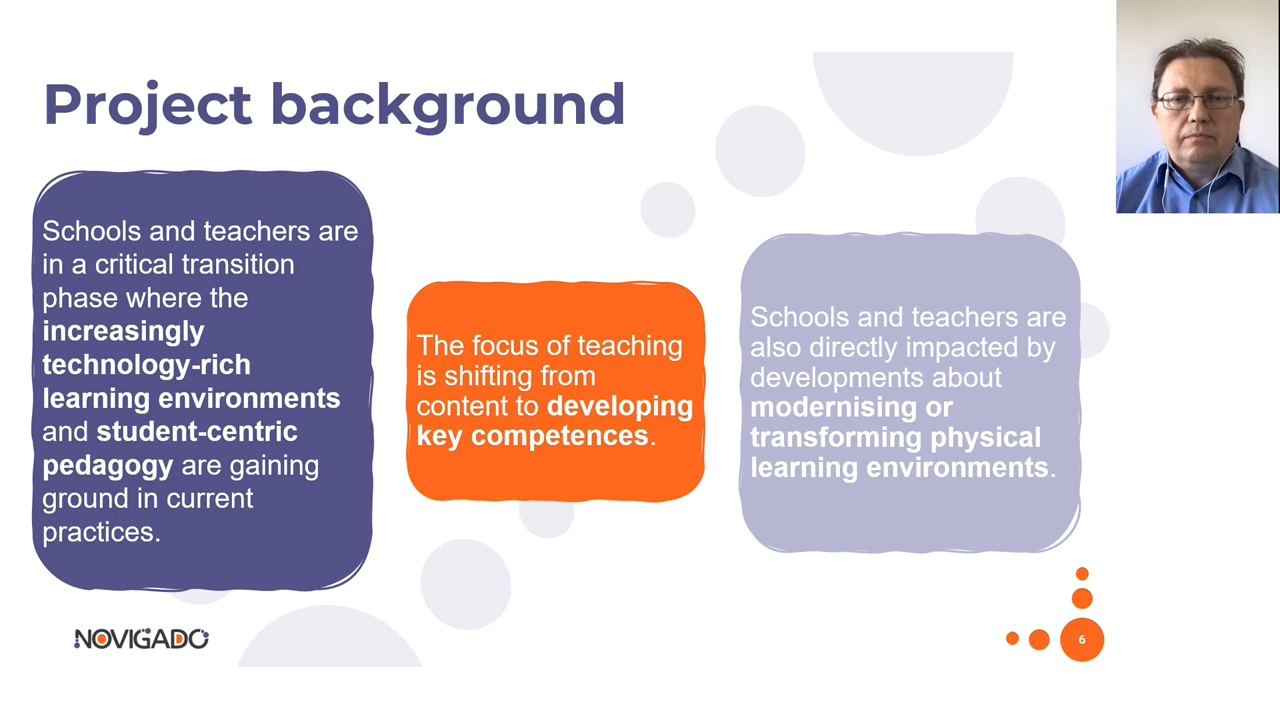 Project background
Schools and teachers are
in a critical transition
phase where the
increasingly
technology-rich
learning environments
and student-centric
pedagogy are gaining
ground in current
practices.
The focus of teaching
is shifting from
content to developing
key competences.
Schools and teachers are
also directly impacted by
developments about
modernising or
transforming physical
learning environments.
NOVIGADO
6